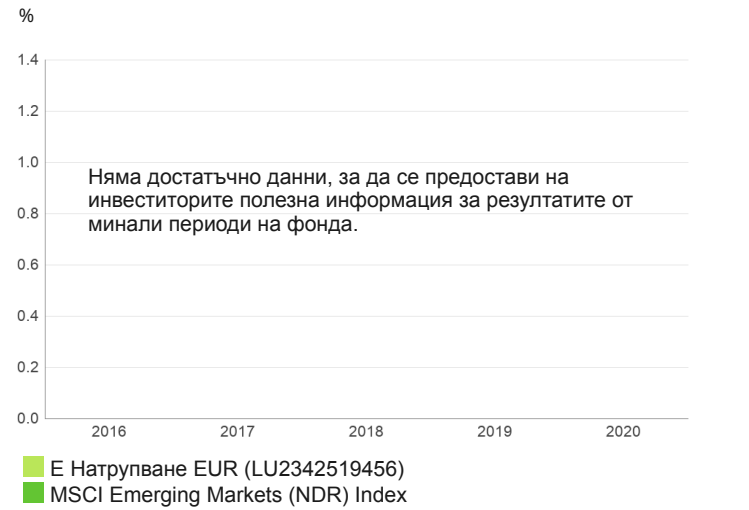 %
1.4
1.2
1.0
Няма достатъчно данни, за да се предостави на
инвеститорите полезна информация за резултатите от
минали периоди на фонда.
0.8
0.6
0.4
0.2
0.0
2016 2017 2018 2019 2020
E Натрупване EUR (LU2342519456)
MSCI Emerging Markets (NDR) Index